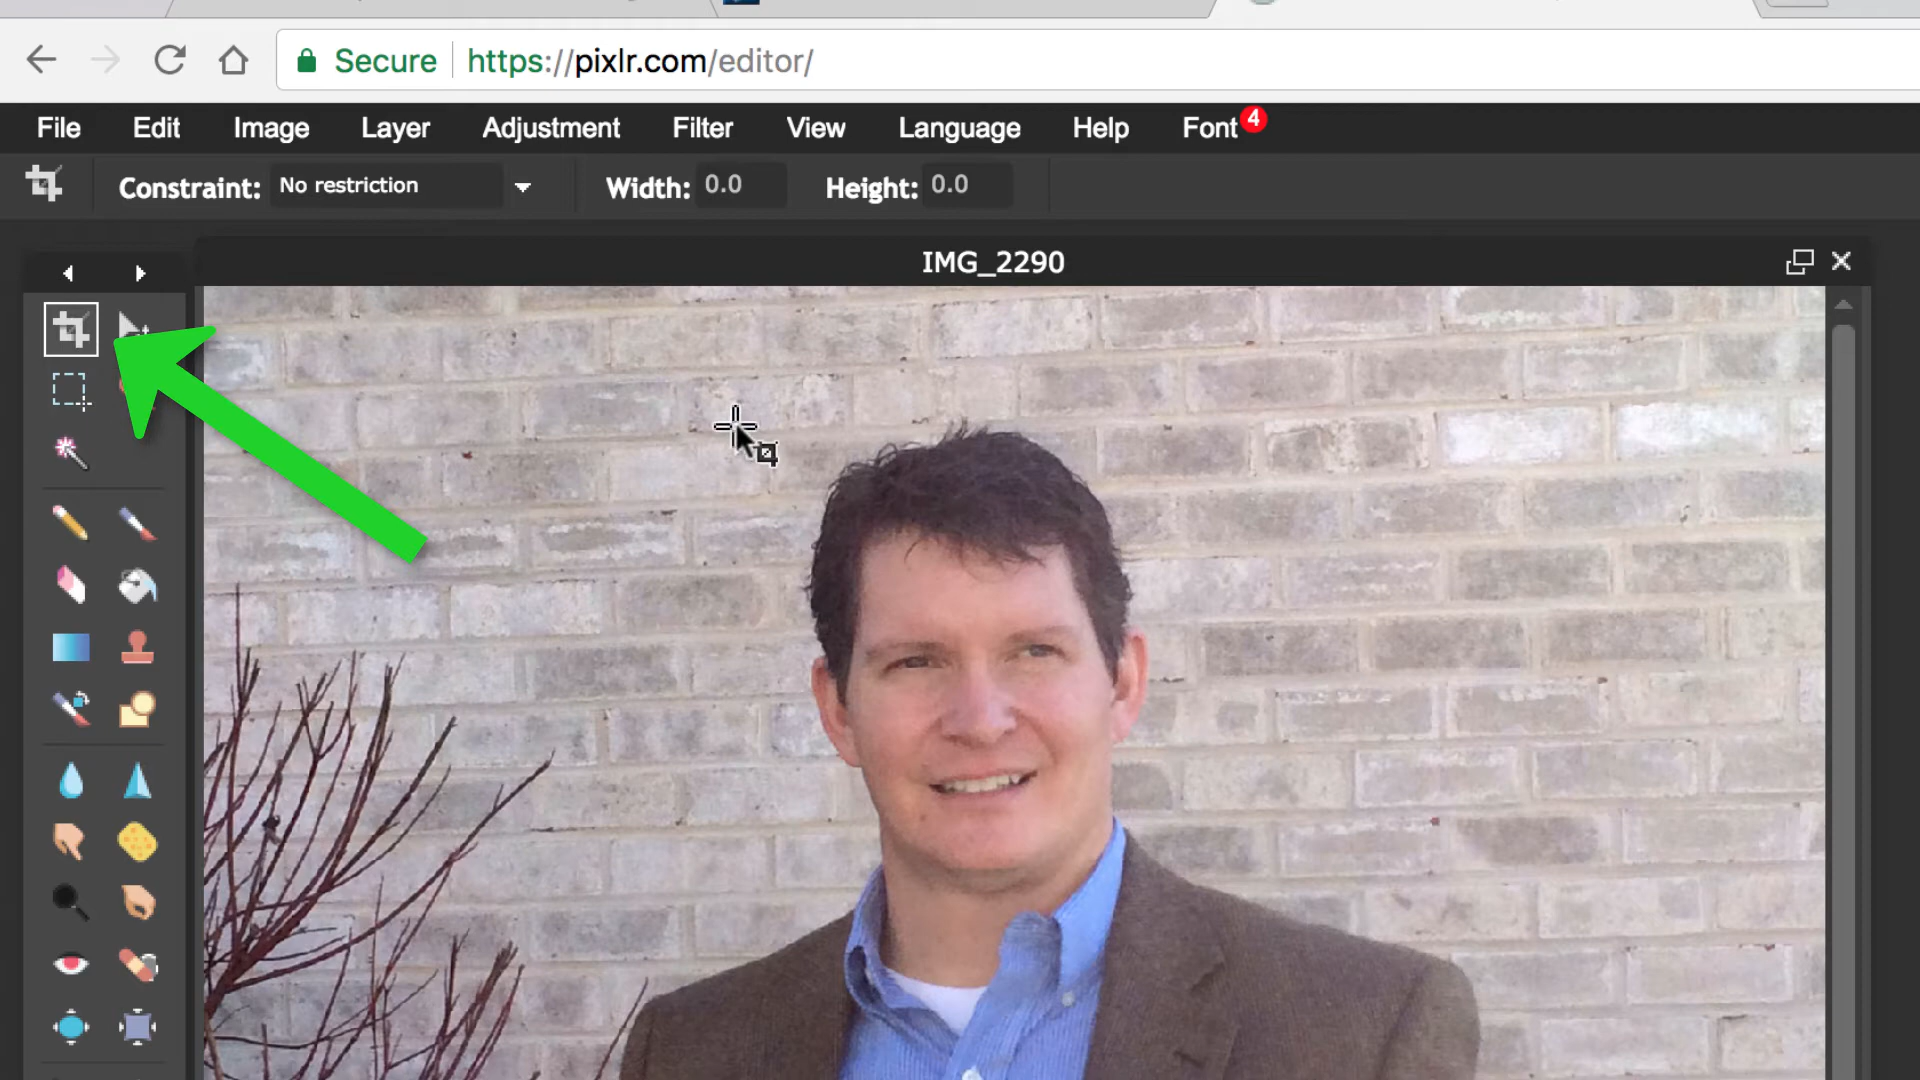 Secure https://pixlr.com/editor/
File Edit Image Layer Adjustment Filter View Language Help Font 4
Constraint: No restriction Width: 0.0 Height: 0.0
IMG_2290